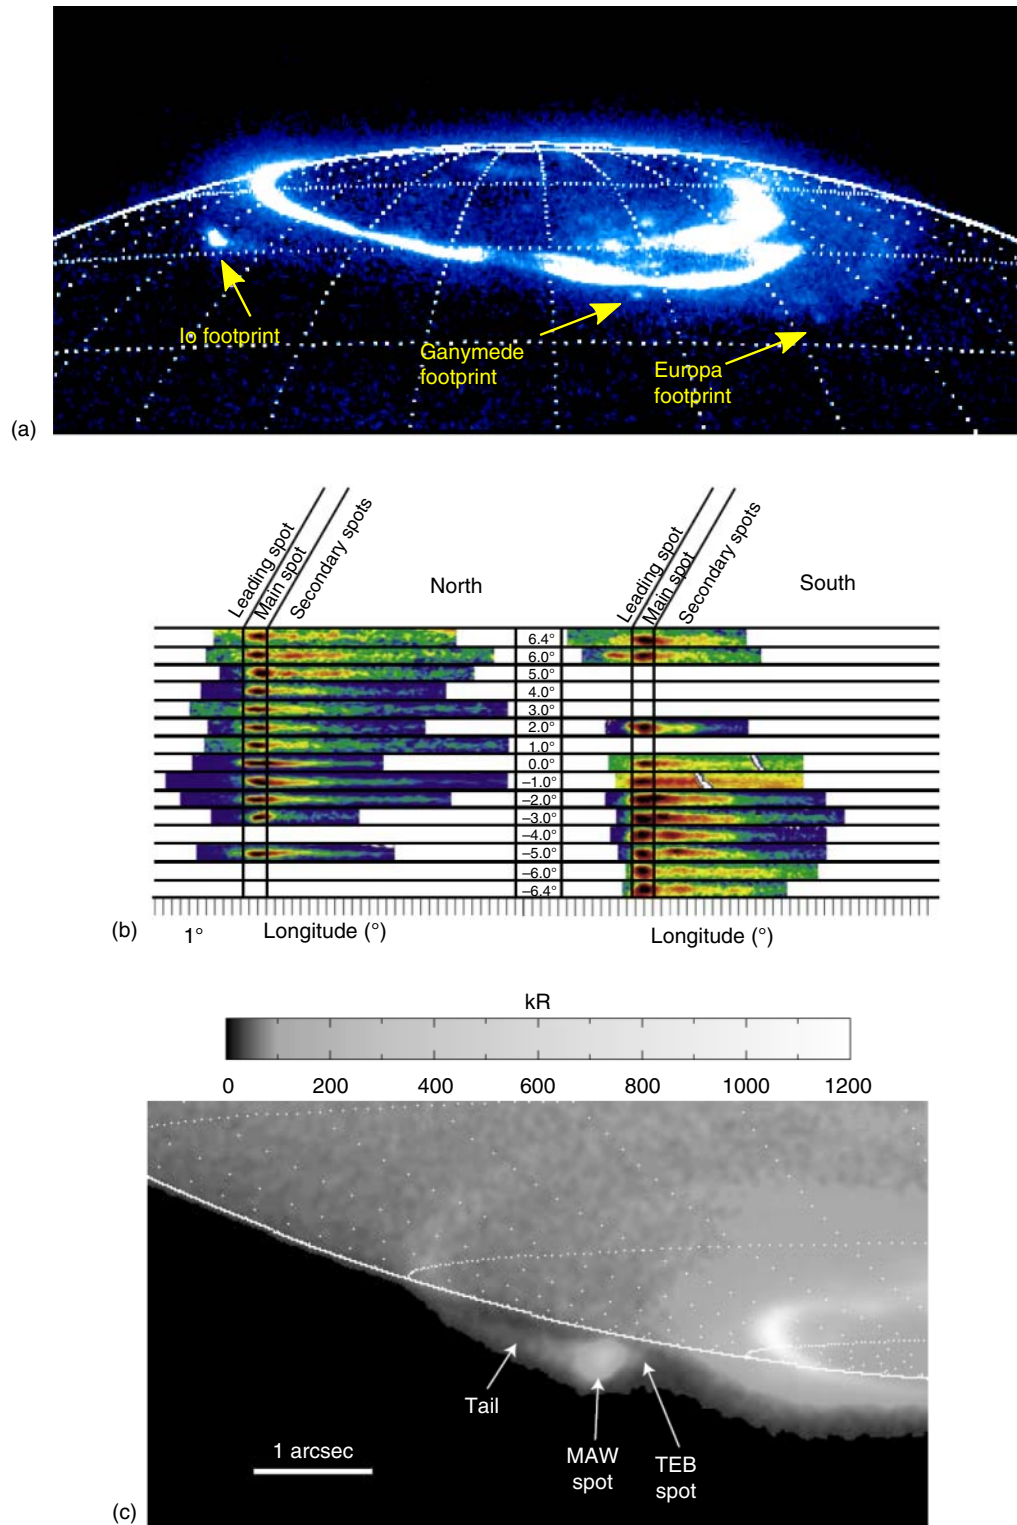 Io footprint
Ganymede
footprint
Europa
footprint
(a)
Leading spot
Main spot
Secondary spots
North
Leading spot
Main spot
Secondary spots
South
6.4°
6.0°
5.0°
4.0°
3.0°
2.0°
1.0°
0.0°
–1.0°
–2.0°
–3.0°
–4.0°
–5.0°
–6.0°
–6.4°
(b)
1°
Longitude (°)
Longitude (°)
kR
0 200 400 600 800 1000 1200
Tail
MAW
spot
TEB
spot
1 arcsec
(c)